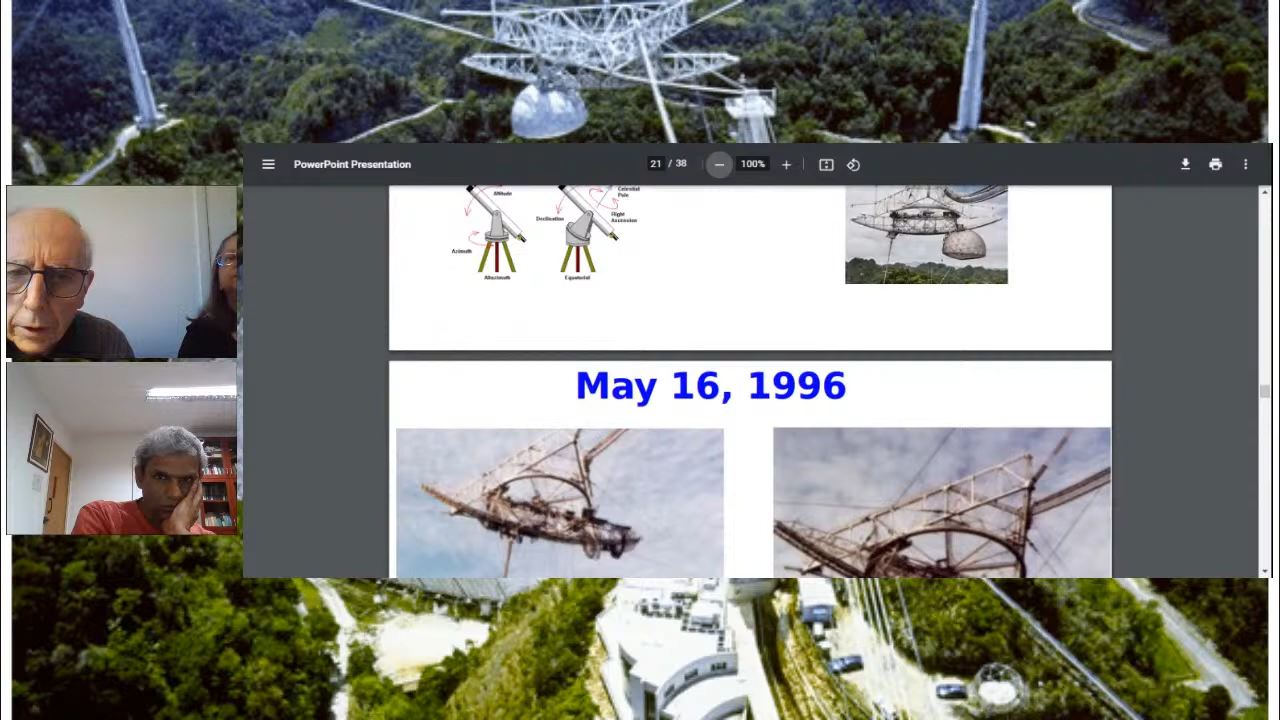 PowerPoint Presentation
21 / 38
100%
Altitude
Azimuth
Altazimuth
Declination
Celestial
Pole
Right
Ascension
Equatorial
May 16, 1996